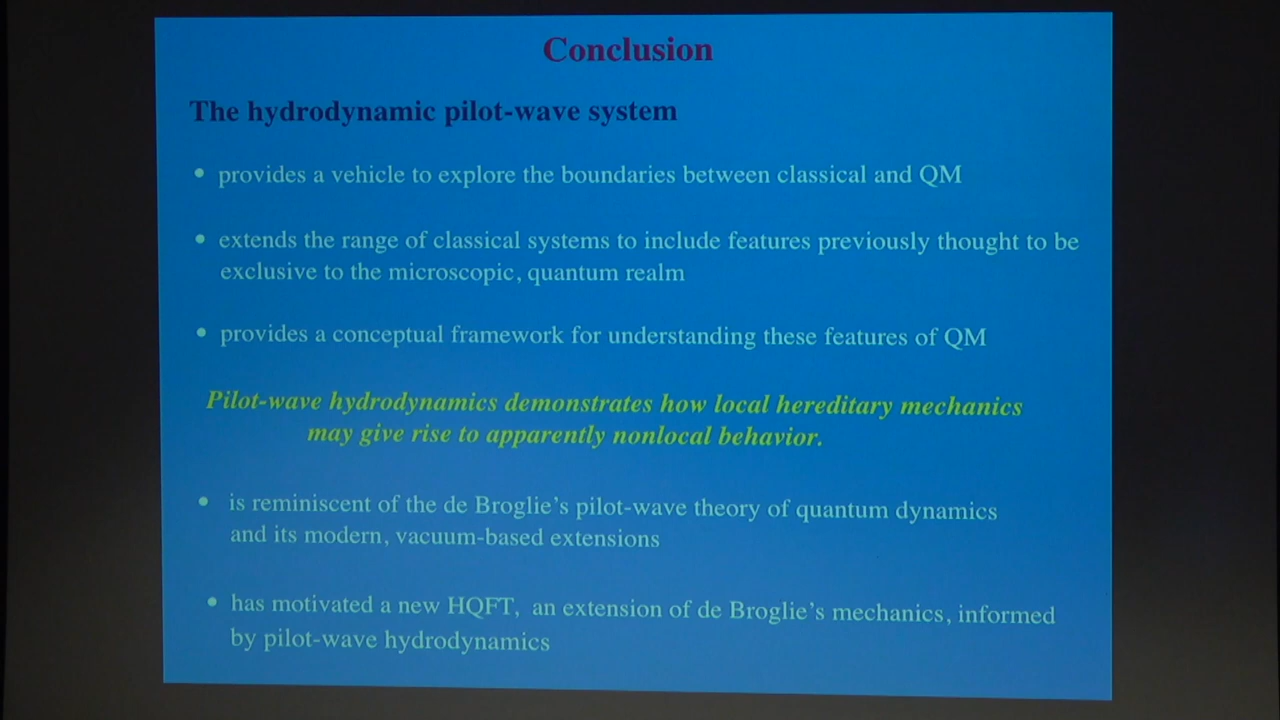 Conclusion
The hydrodynamic pilot-wave system
• provides a vehicle to explore the boundaries between classical and QM
• extends the range of classical systems to include features previously thought to be
exclusive to the microscopic, quantum realm
• provides a conceptual framework for understanding these features of QM
Pilot-wave hydrodynamics demonstrates how local hereditary mechanics
may give rise to apparently nonlocal behavior.
• is reminiscent of the de Broglie's pilot-wave theory of quantum dynamics
and its modern, vacuum-based extensions
• has motivated a new HQFT, an extension of de Broglie's mechanics, informed
by pilot-wave hydrodynamics